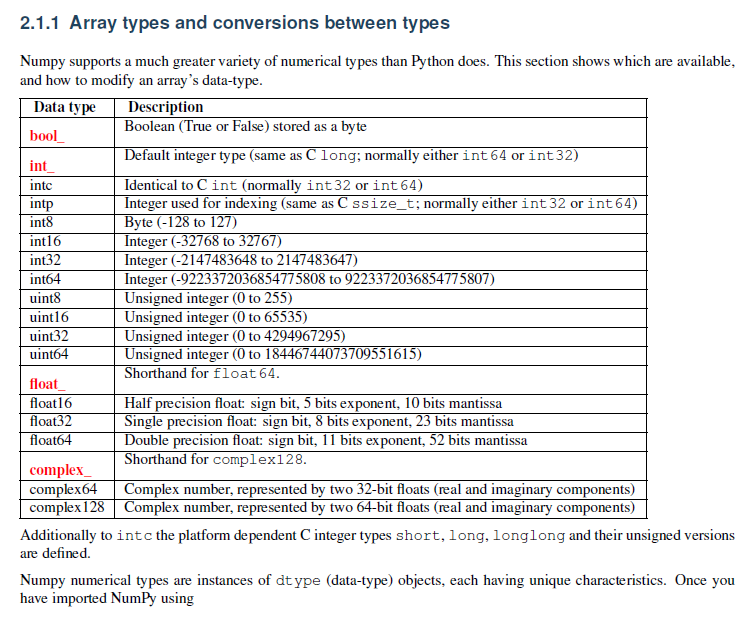 2.1.1 Array types and conversions between types
Numpy supports a much greater variety of numerical types than Python does. This section shows which are available,
and how to modify an array's data-type.
Data type Description
bool_ Boolean (True or False) stored as a byte
int_ Default integer type (same as C long; normally either int64 or int32)
intc Identical to C int (normally int32 or int64)
intp Integer used for indexing (same as C ssize_t; normally either int32 or int64)
int8 Byte (-128 to 127)
int16 Integer (-32768 to 32767)
int32 Integer (-2147483648 to 2147483647)
int64 Integer (-9223372036854775808 to 9223372036854775807)
uint8 Unsigned integer (0 to 255)
uint16 Unsigned integer (0 to 65535)
uint32 Unsigned integer (0 to 4294967295)
uint64 Unsigned integer (0 to 18446744073709551615)
float_ Shorthand for float64.
float16 Half precision float: sign bit, 5 bits exponent, 10 bits mantissa
float32 Single precision float: sign bit, 8 bits exponent, 23 bits mantissa
float64 Double precision float: sign bit, 11 bits exponent, 52 bits mantissa
complex_ Shorthand for complex128.
complex64 Complex number, represented by two 32-bit floats (real and imaginary components)
complex128 Complex number, represented by two 64-bit floats (real and imaginary components)
Additionally to intc the platform dependent C integer types short, long, longlong and their unsigned versions
are defined.
Numpy numerical types are instances of dtype (data-type) objects, each having unique characteristics. Once you
have imported NumPy using